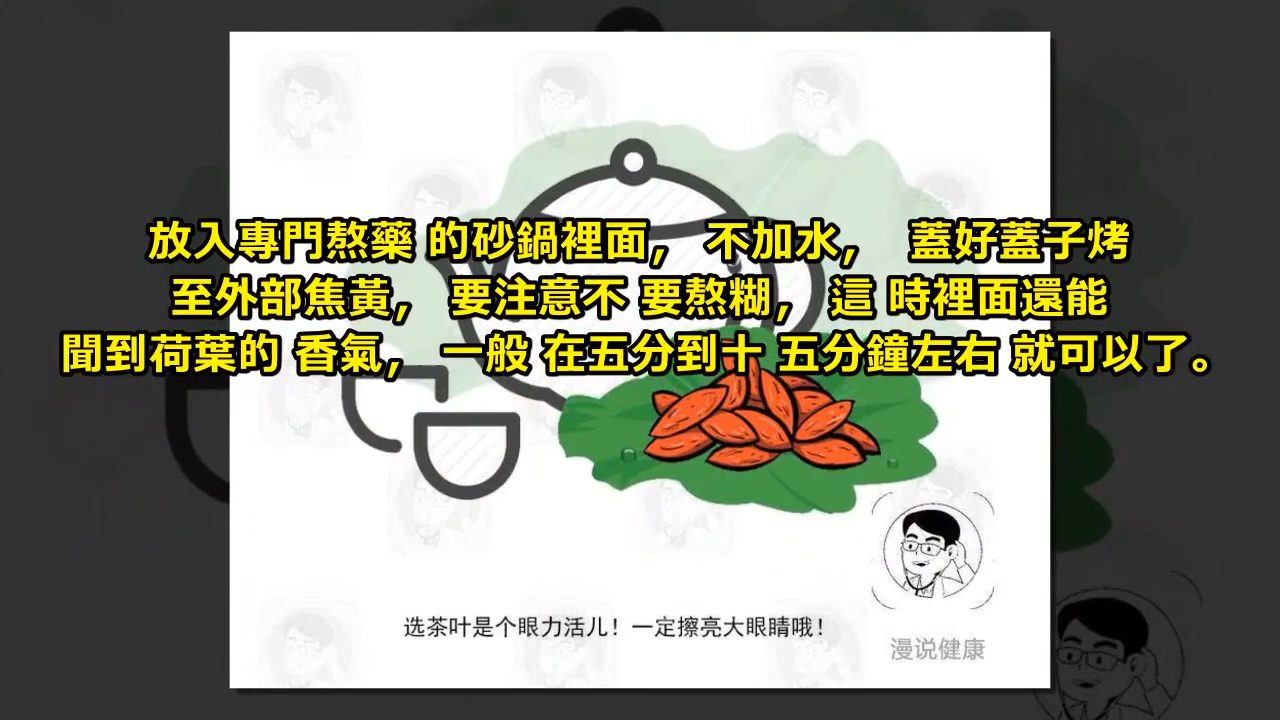 放入專門熬藥 的砂鍋裡面， 不加水， 蓋好蓋子烤
至外部焦黃， 要注意不 要熬糊， 這 時裡面還能
聞到荷葉的 香氣， 一般 在五分到十 五分鐘左右 就可以了。
选茶叶是个眼力活儿！一定擦亮大眼睛哦！
漫说健康